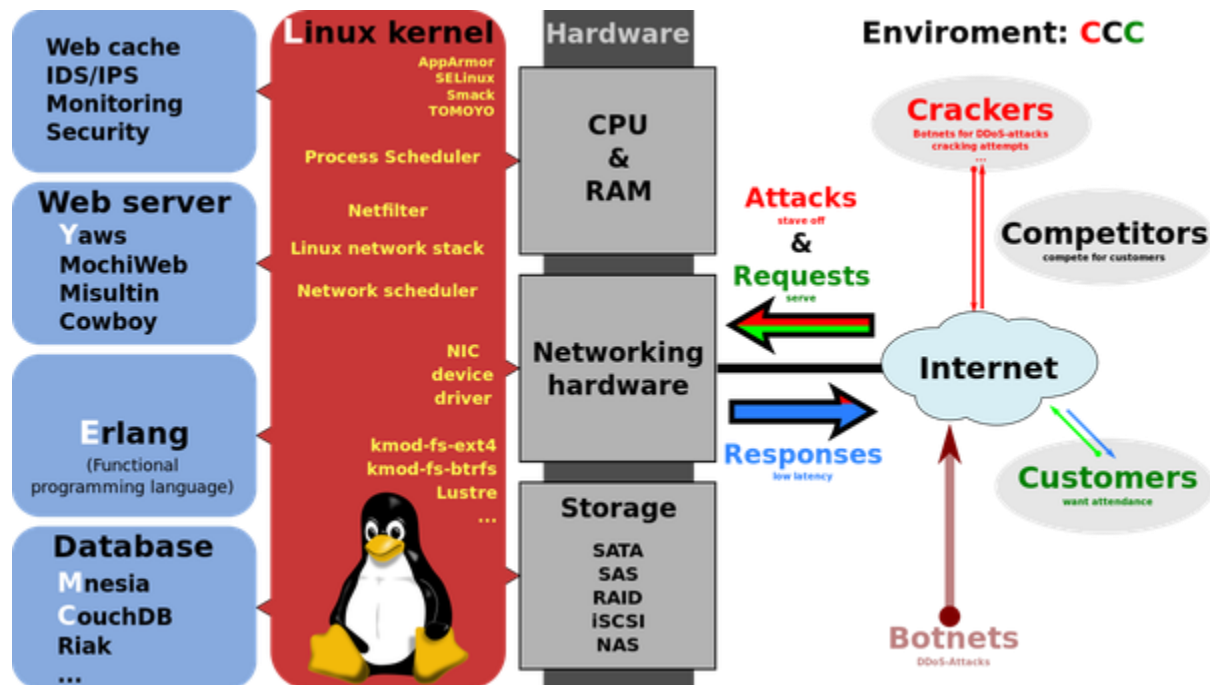 Web cache
IDS/IPS
Monitoring
Security
Web server
Yaws
MochiWeb
Misultin
Cowboy
Erlang
(Functional
programming language)
Database
Mnesia
CouchDB
Riak
...
Linux kernel
AppArmor
SELinux
Smack
TOMOYO
Process Scheduler
Netfilter
Linux network stack
Network scheduler
NIC
device
driver
kmod-fs-ext4
kmod-fs-btrfs
Lustre
...
Hardware
CPU
&
RAM
Networking
hardware
Storage
SATA
SAS
RAID
iSCSI
NAS
Enviroment: CCC
Crackers
Botnets for DDoS-attacks
cracking attempts
...
Competitors
compete for customers
Attacks
stave off
&
Requests
serve
Internet
Responses
low latency
Customers
want attendance
Botnets
DDoS-Attacks